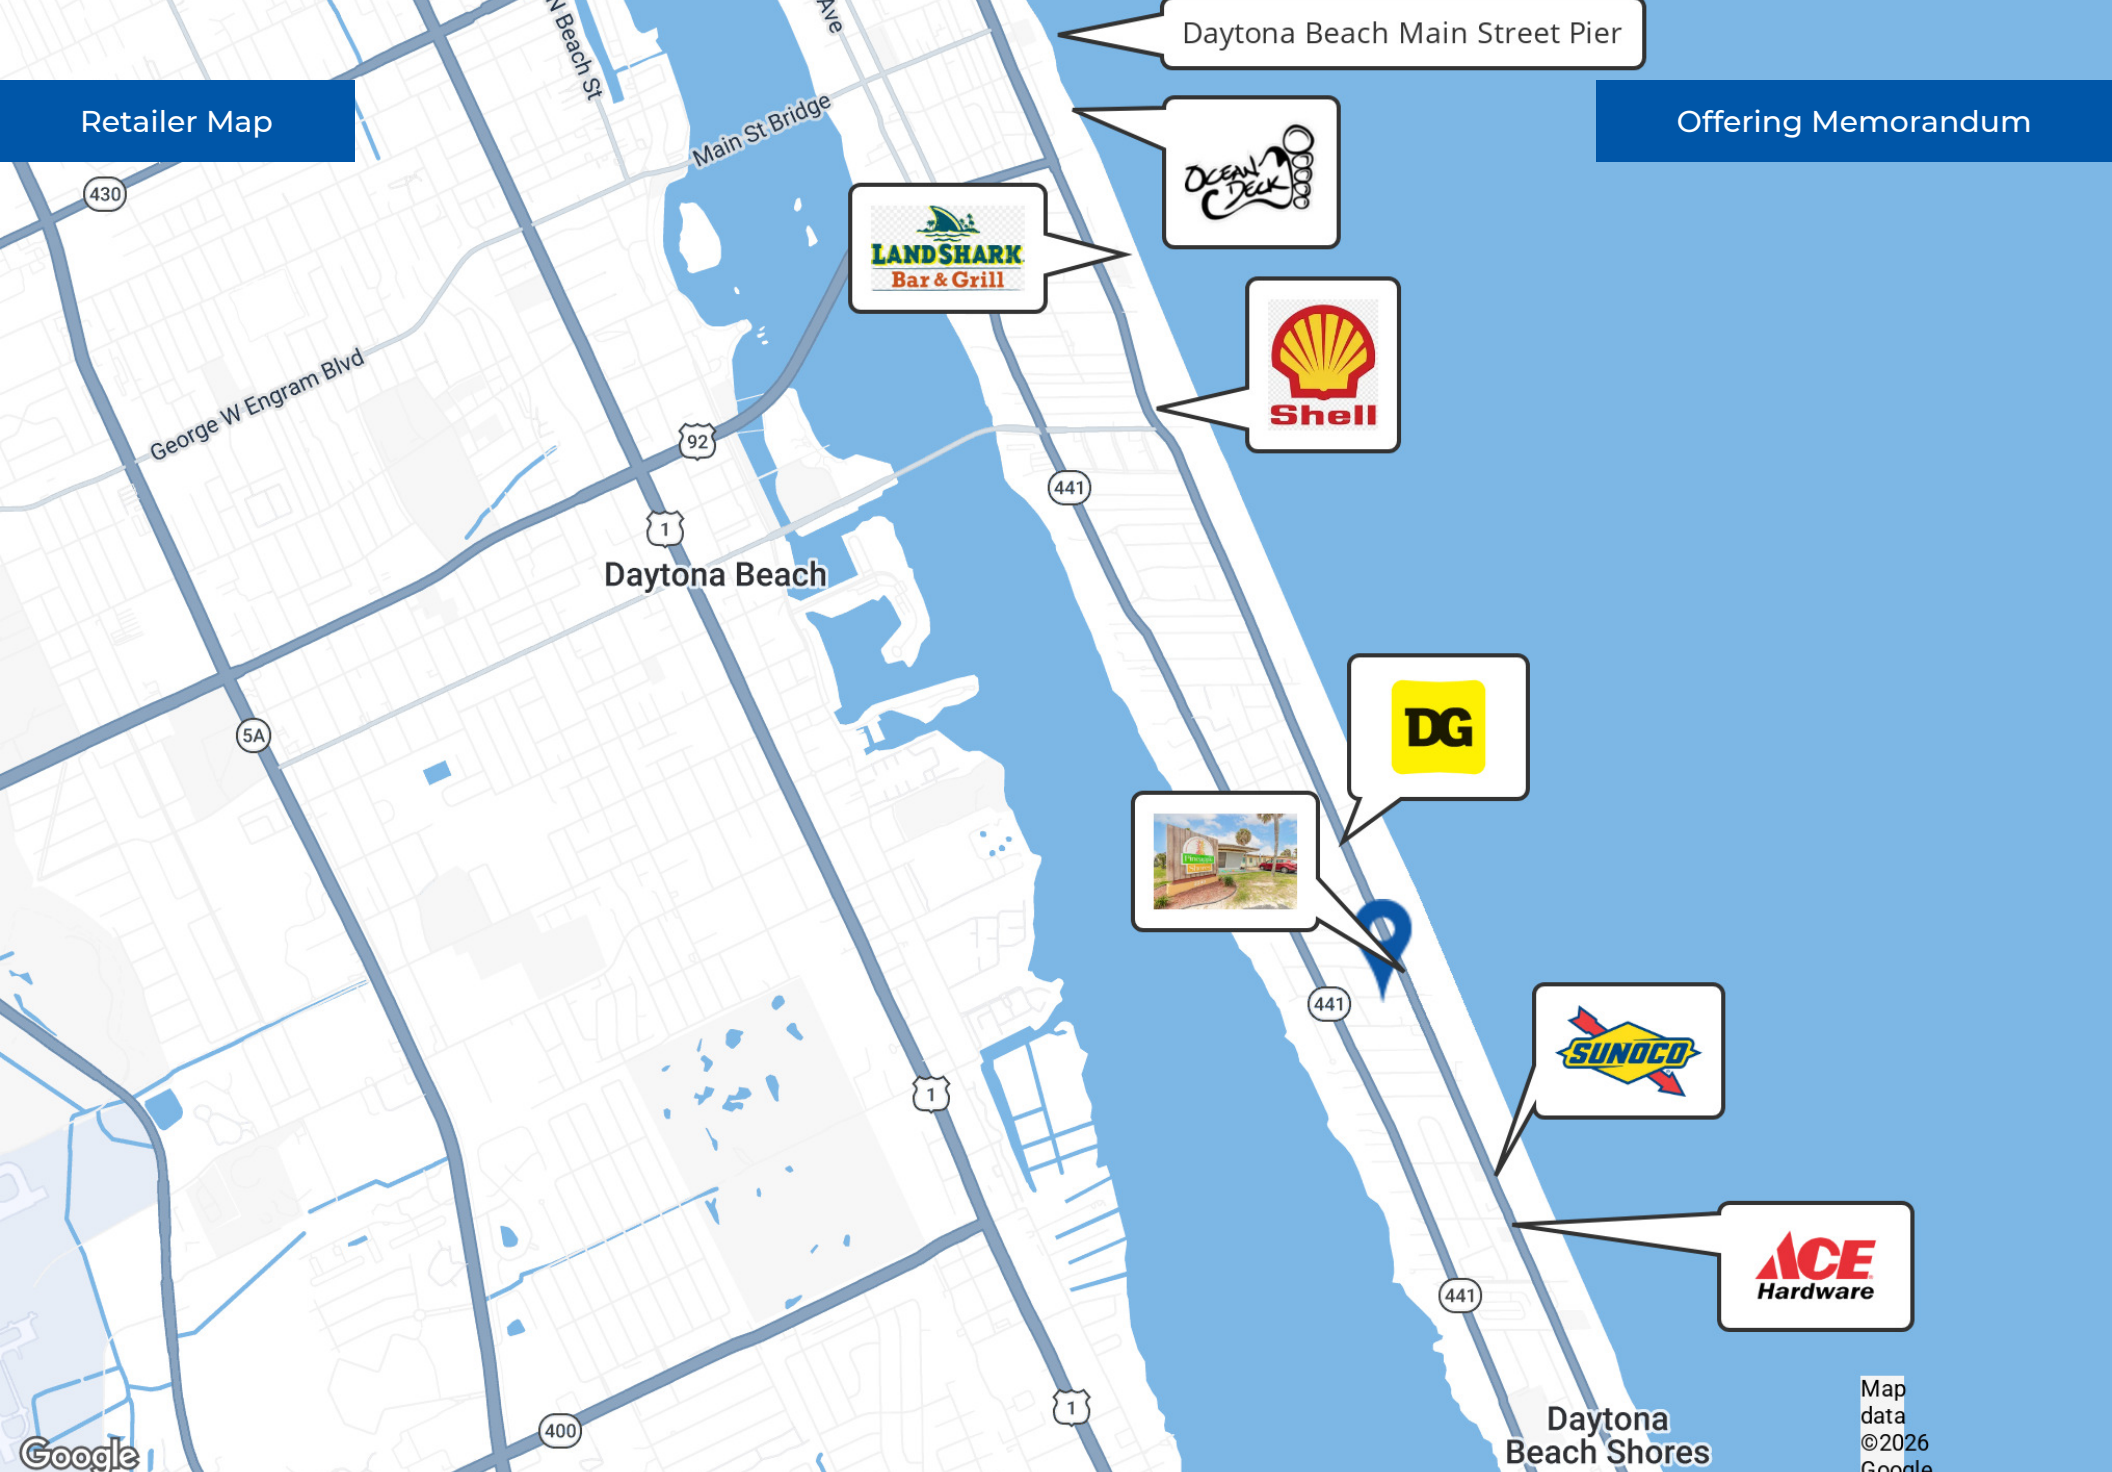 Daytona Beach Main Street Pier
N Beach St
Ave
Retailer Map
Offering Memorandum
Main St Bridge
OCEAN
DECK
430
LANDSHARK
Bar & Grill
George W Engram Blvd
Shell
92
441
1
Daytona Beach
DG
5A
441
SUNOCO
1
ACE
Hardware
441
Map
data
©2026
Google
400
1
Daytona
Beach Shores
Google